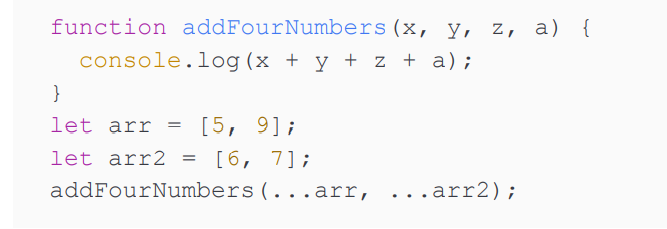 function addFourNumbers(x, y, z, a) {
  console.log(x + y + z + a);
}
let arr = [5, 9];
let arr2 = [6, 7];
addFourNumbers(...arr, ...arr2);